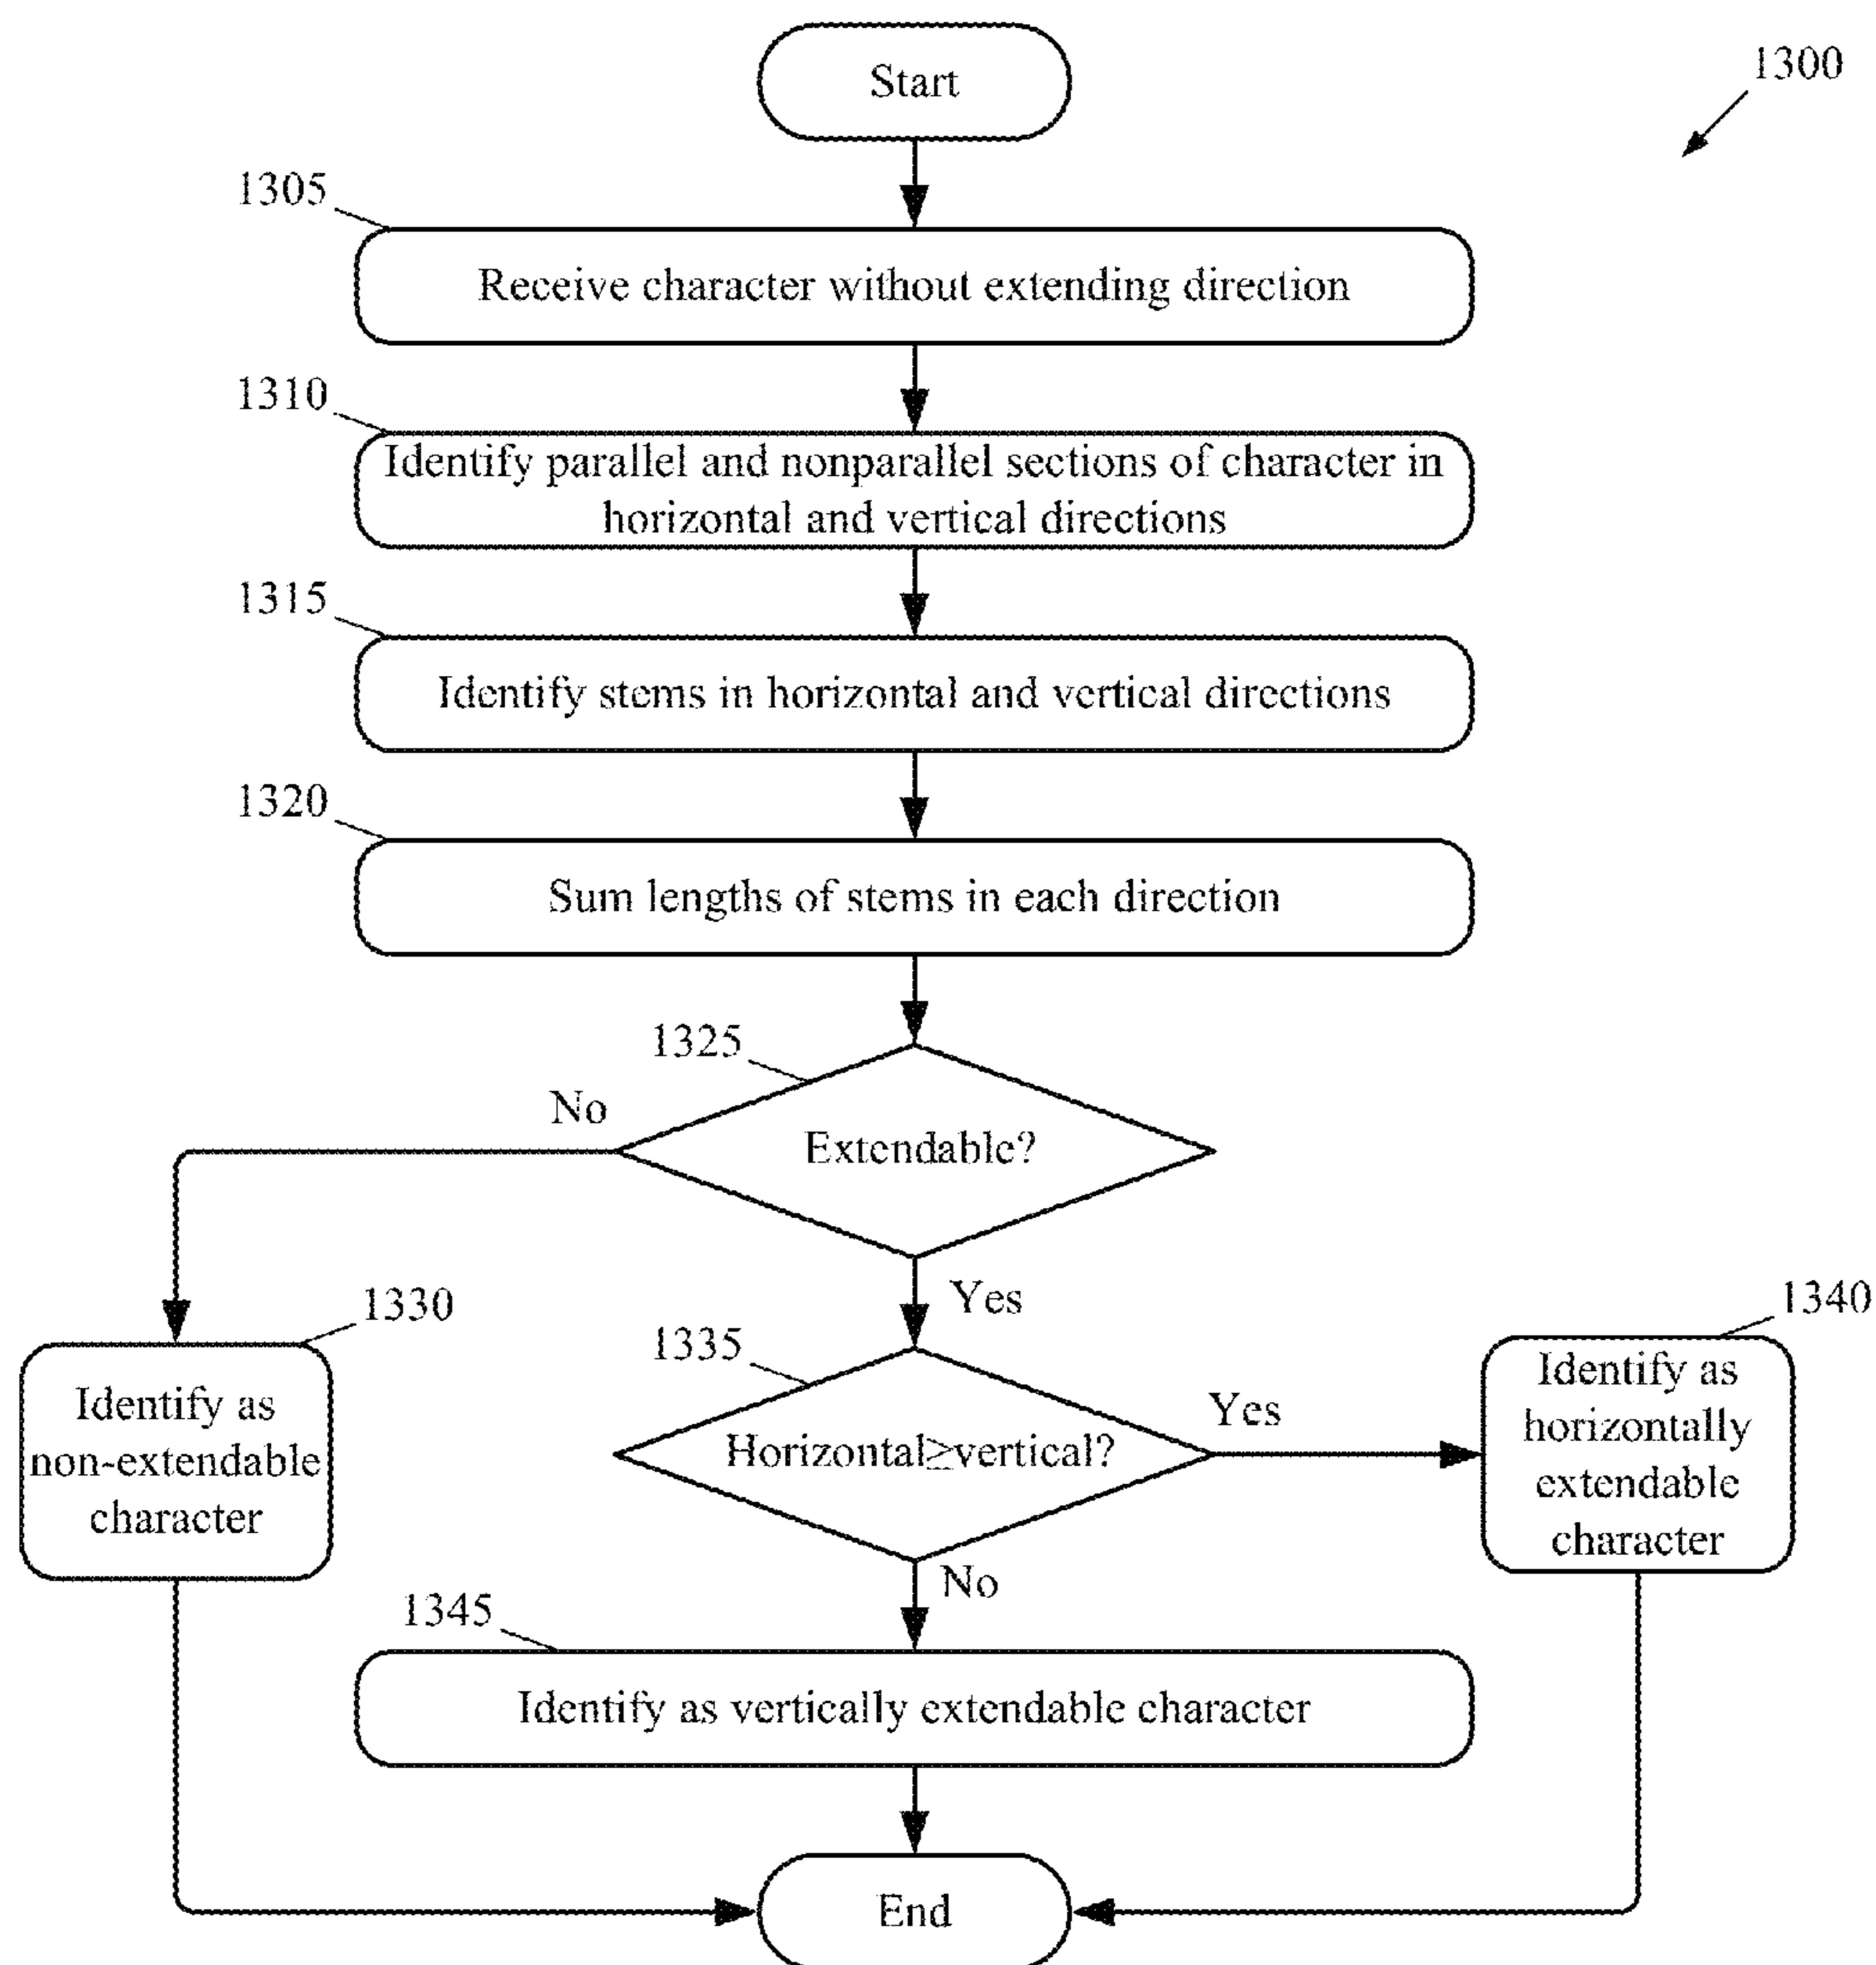 Start
1300
1305
Receive character without extending direction
1310
Identify parallel and nonparallel sections of character in
horizontal and vertical directions
1315
Identify stems in horizontal and vertical directions
1320
Sum lengths of stems in each direction
1325
No
Extendable?
Yes
1330
Identify as
non-extendable
character
1335
Horizontal≥vertical?
Yes
1340
Identify as
horizontally
extendable
character
No
1345
Identify as vertically extendable character
End